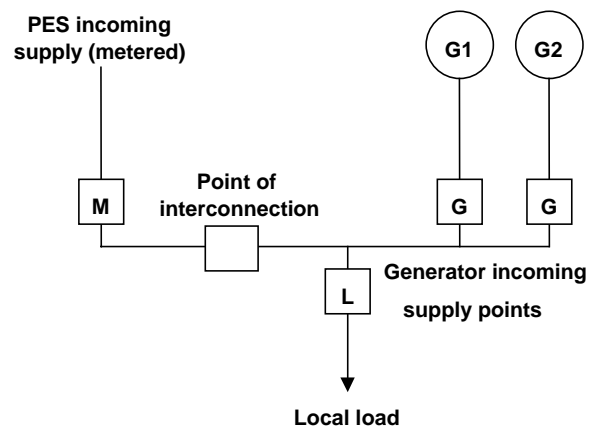 PES incoming
supply (metered)
G1
G2
M
Point of
interconnection
G
G
L
Generator incoming
supply points
Local load